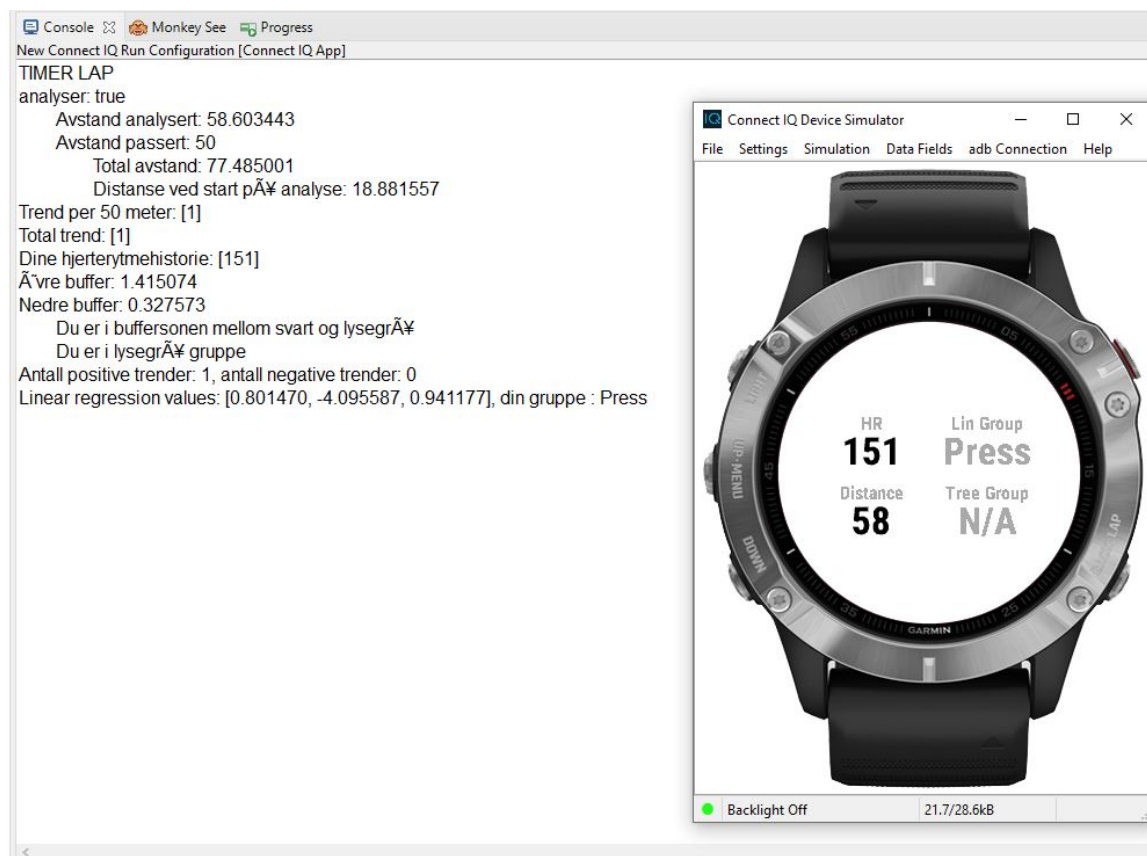 Console Monkey See Progress
New Connect IQ Run Configuration [Connect IQ App]
TIMER LAP
analyser: true
Avstand analysert: 58.603443
Avstand passert: 50
Total avstand: 77.485001
Distanse ved start pÃ¥ analyse: 18.881557
Trend per 50 meter: [1]
Total trend: [1]
Dine hjerterytmehistorie: [151]
Ã˜vre buffer: 1.415074
Nedre buffer: 0.327573
Du er i buffersonen mellom svart og lysegrÃ¥
Du er i lysegrÃ¥ gruppe
Antall positive trender: 1, antall negative trender: 0
Linear regression values: [0.801470, -4.095587, 0.941177], din gruppe : Press
IQ Connect IQ Device Simulator
File Settings Simulation Data Fields adb Connection Help
55
05
LIGHT
UP·MENU
45
15
DOWN
BACK·LAP
35
25
GARMIN
HR Lin Group
151 Press
Distance Tree Group
58 N/A
Backlight Off 21.7/28.6kB